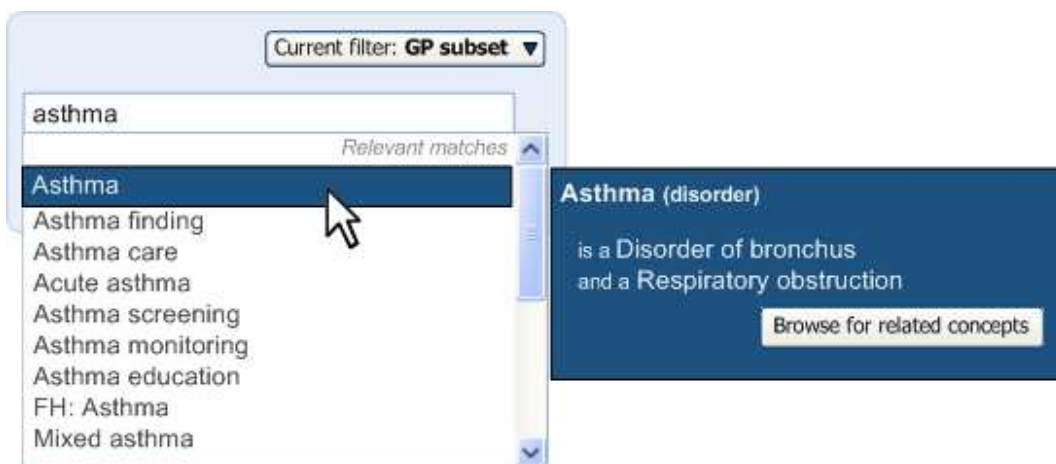 Current filter: GP subset
asthma
Relevant matches
Asthma
Asthma finding
Asthma care
Acute asthma
Asthma screening
Asthma monitoring
Asthma education
FH: Asthma
Mixed asthma
Asthma (disorder)
is a Disorder of bronchus
and a Respiratory obstruction
Browse for related concepts